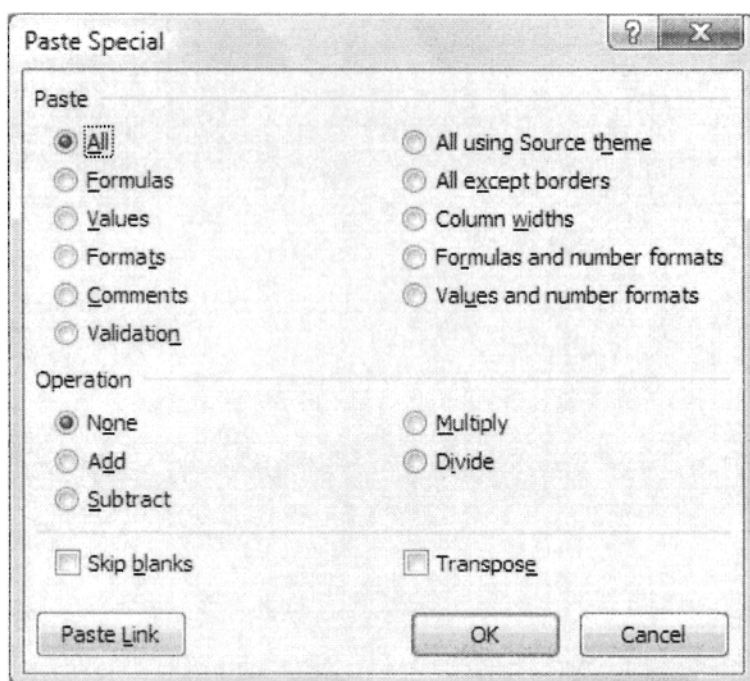 Paste Special
Paste
All
All using Source theme
Formulas
All except borders
Values
Column widths
Formats
Formulas and number formats
Comments
Values and number formats
Validation
Operation
None
Multiply
Add
Divide
Subtract
Skip blanks
Transpose
Paste Link
OK
Cancel